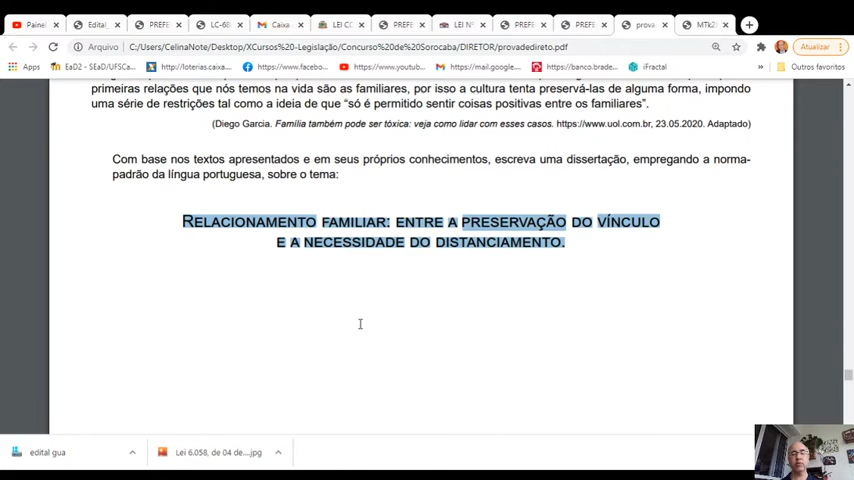 Painel
Edital_
PREFE
LC-68
Caixa
LEI CO
PREFE
LEI Nº
PREFE
PREFE
prova
MTk2
Arquivo
C:/Users/CelinaNote/Desktop/XCursos%20-Legislação/Concurso%20de%20Sorocaba/DIRETOR/provadedireto.pdf
Atualizar
Apps
EaD2 - SEaD/UFSCa
http://loterias.caixa...
https://www.faceboo...
https://www.youtub...
https://mail.google....
https://banco.brade...
iFractal
Outros favoritos
primeiras relações que nós temos na vida são as familiares, por isso a cultura tenta preservá-las de alguma forma, impondo
uma série de restrições tal como a ideia de que “só é permitido sentir coisas positivas entre os familiares”.
(Diego Garcia. Família também pode ser tóxica: veja como lidar com esses casos. https://www.uol.com.br, 23.05.2020. Adaptado)
Com base nos textos apresentados e em seus próprios conhecimentos, escreva uma dissertação, empregando a norma-
padrão da língua portuguesa, sobre o tema:
RELACIONAMENTO FAMILIAR: ENTRE A PRESERVAÇÃO DO VÍNCULO
E A NECESSIDADE DO DISTANCIAMENTO.
edital gua
Lei 6.058, de 04 de....jpg